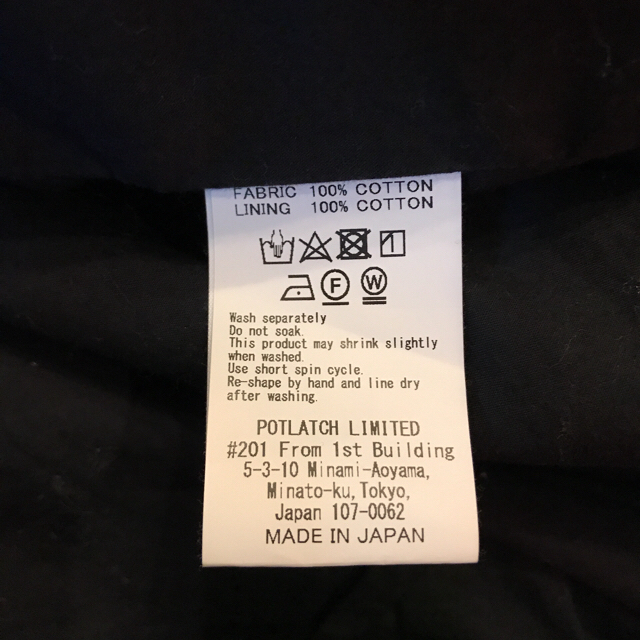 FABRIC 100% COTTON
LINING 100% COTTON
F W
Wash separately
Do not soak.
This product may shrink slightly
when washed.
Use short spin cycle.
Re-shape by hand and line dry
after washing.
POTLATCH LIMITED
#201 From 1st Building
5-3-10 Minami-Aoyama,
Minato-ku,Tokyo,
Japan 107-0062
MADE IN JAPAN